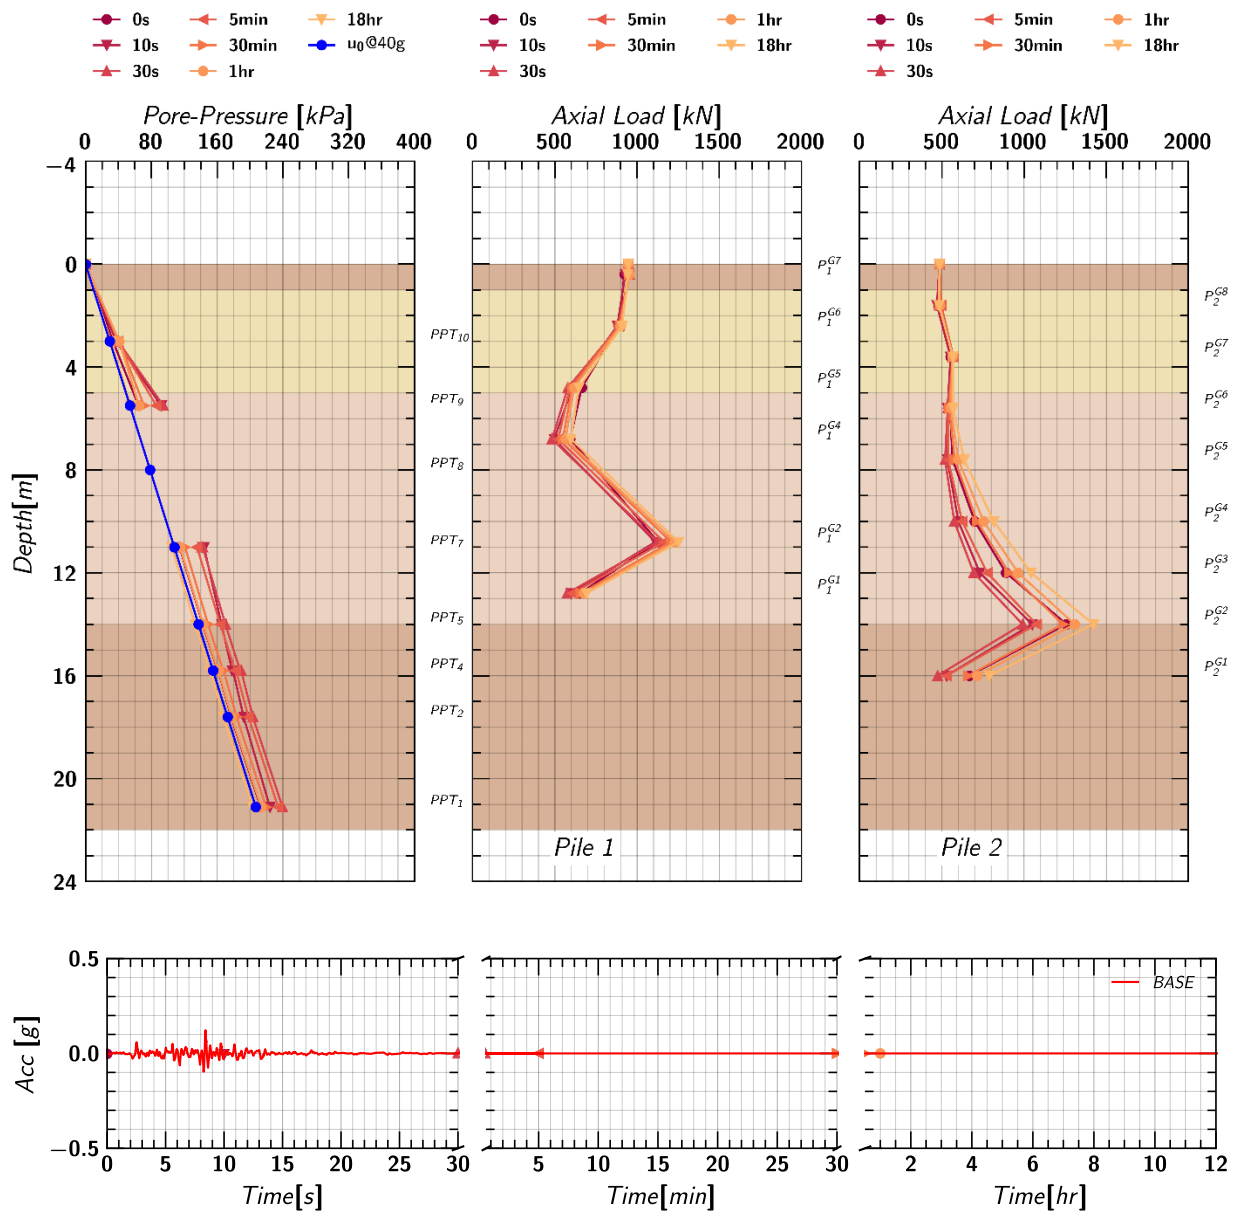 0s 5min 18hr 0s 5min 1hr 0s 5min 1hr
10s 30min u₀@40g 10s 30min 18hr 10s 30min 18hr
30s 1hr 30s 30s
Pore-Pressure [kPa] Axial Load [kN] Axial Load [kN]
0 80 160 240 320 400 0 500 1000 1500 2000 0 500 1000 1500 2000
−4
0
4
8
12
16
20
24
Depth[m]
PPT₁₀
PPT₉
PPT₈
PPT₇
PPT₅
PPT₄
PPT₂
PPT₁
P₁^G7
P₁^G6
P₁^G5
P₁^G4
P₁^G2
P₁^G1
P₂^G8
P₂^G7
P₂^G6
P₂^G5
P₂^G4
P₂^G3
P₂^G2
P₂^G1
Pile 1 Pile 2
0.5
0.0
−0.5
Acc [g]
BASE
0 5 10 15 20 25 30 5 10 15 20 25 30 2 4 6 8 10 12
Time[s] Time[min] Time[hr]